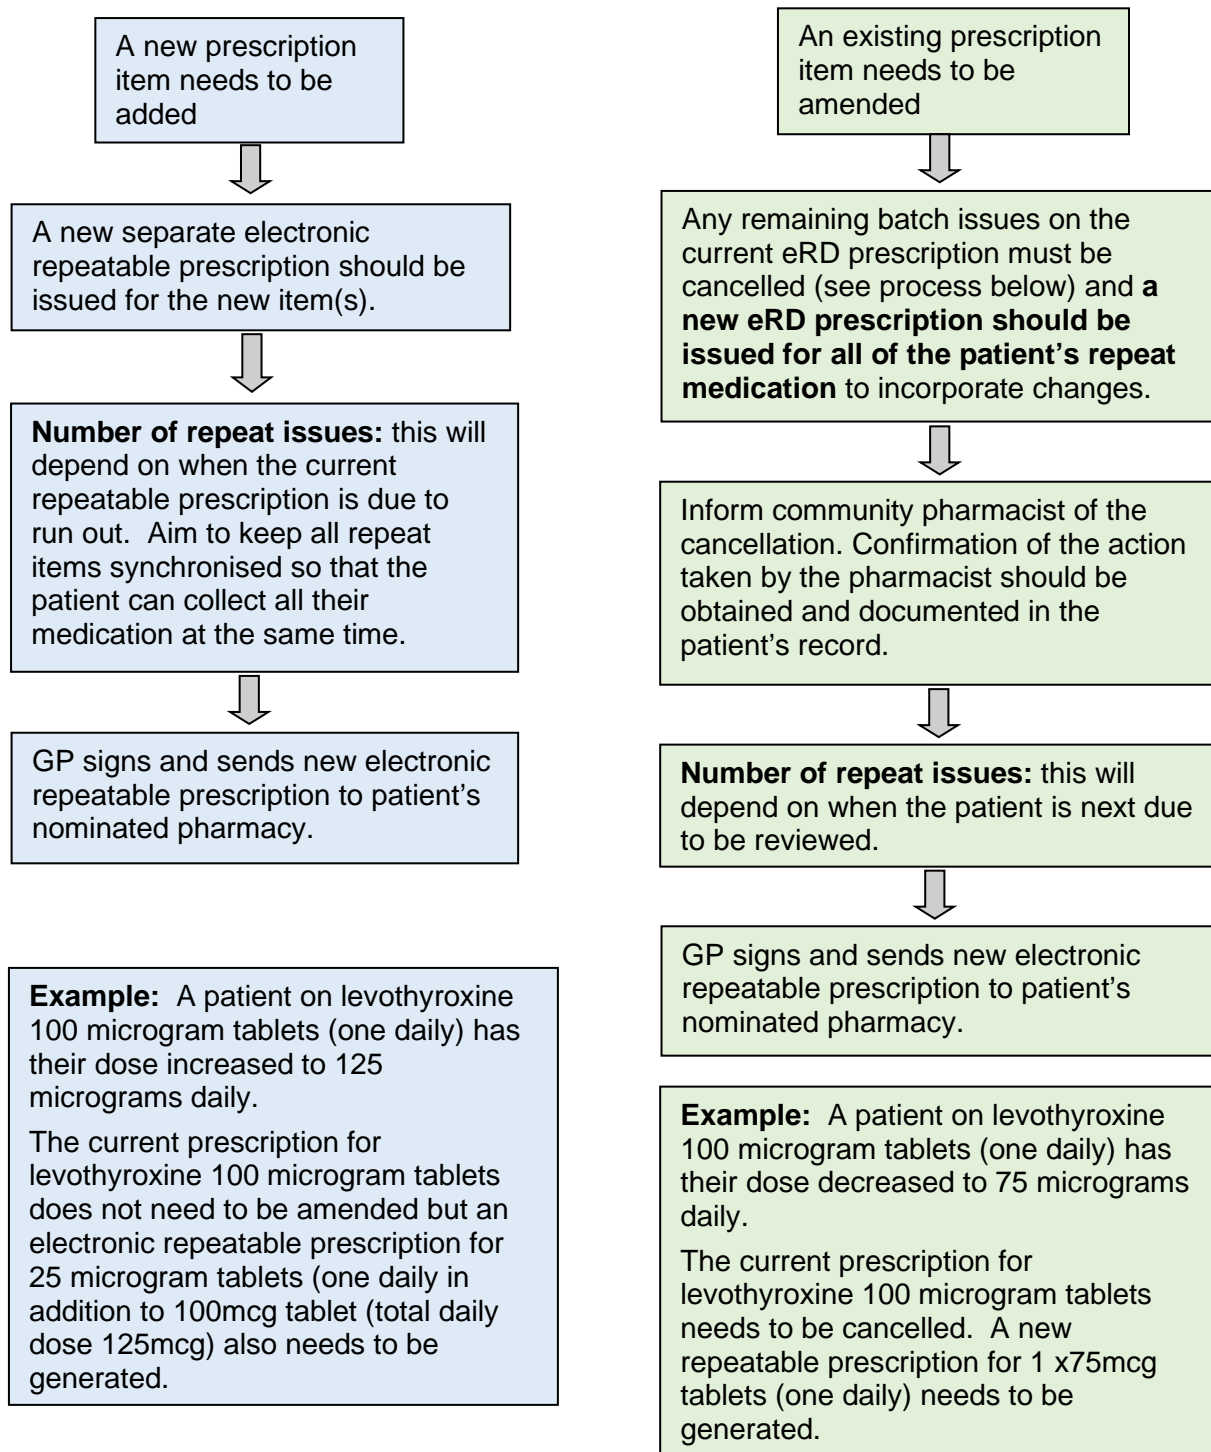 A new prescription
item needs to be
added
A new separate electronic
repeatable prescription should be
issued for the new item(s).
Number of repeat issues: this will
depend on when the current
repeatable prescription is due to
run out.  Aim to keep all repeat
items synchronised so that the
patient can collect all their
medication at the same time.
GP signs and sends new electronic
repeatable prescription to patient’s
nominated pharmacy.
Example:  A patient on levothyroxine
100 microgram tablets (one daily) has
their dose increased to 125
micrograms daily.
The current prescription for
levothyroxine 100 microgram tablets
does not need to be amended but an
electronic repeatable prescription for
25 microgram tablets (one daily in
addition to 100mcg tablet (total daily
dose 125mcg) also needs to be
generated.
An existing prescription
item needs to be
amended
Any remaining batch issues on the
current eRD prescription must be
cancelled (see process below) and a
new eRD prescription should be
issued for all of the patient’s repeat
medication to incorporate changes.
Inform community pharmacist of the
cancellation. Confirmation of the action
taken by the pharmacist should be
obtained and documented in the
patient’s record.
Number of repeat issues: this will
depend on when the patient is next due
to be reviewed.
GP signs and sends new electronic
repeatable prescription to patient’s
nominated pharmacy.
Example:  A patient on levothyroxine
100 microgram tablets (one daily) has
their dose decreased to 75 micrograms
daily.
The current prescription for
levothyroxine 100 microgram tablets
needs to be cancelled.  A new
repeatable prescription for 1 x75mcg
tablets (one daily) needs to be
generated.